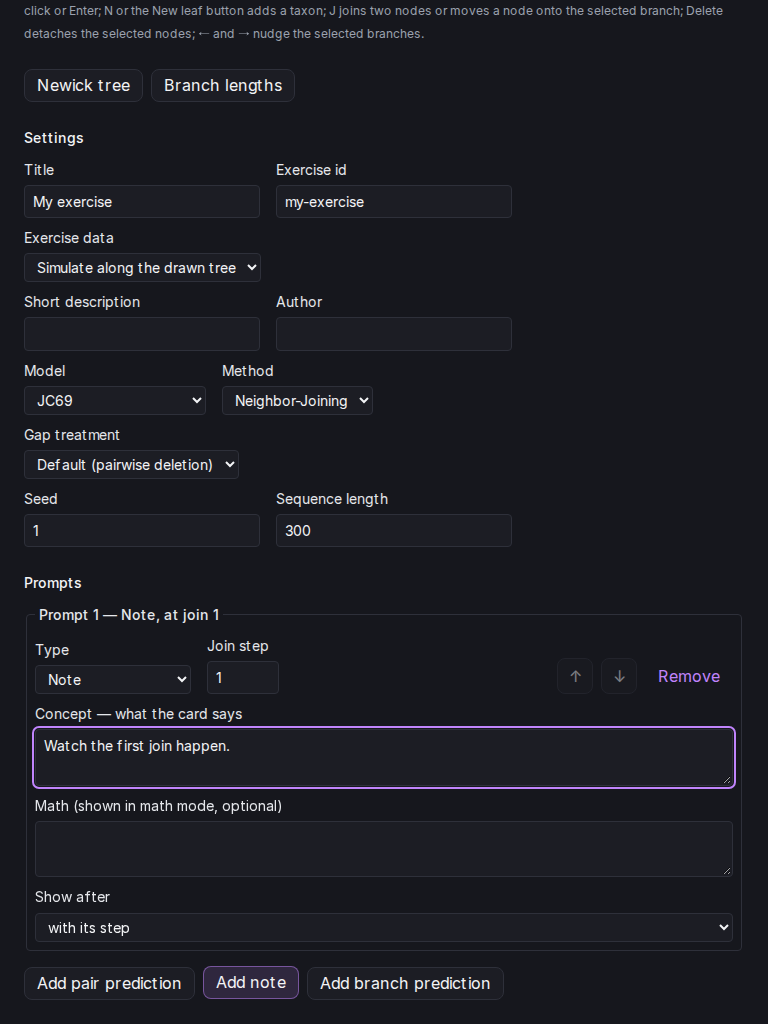 click or Enter; N or the New leaf button adds a taxon; J joins two nodes or moves a node onto the selected branch; Delete
detaches the selected nodes; ← and → nudge the selected branches.
Newick tree Branch lengths
Settings
Title Exercise id
My exercise my-exercise
Exercise data
Simulate along the drawn tree
Short description Author
Model Method
JC69 Neighbor-Joining
Gap treatment
Default (pairwise deletion)
Seed Sequence length
1 300
Prompts
Prompt 1 — Note, at join 1
Type Join step
Note 1 ↑ ↓ Remove
Concept — what the card says
Watch the first join happen.
Math (shown in math mode, optional)
Show after
with its step
Add pair prediction Add note Add branch prediction